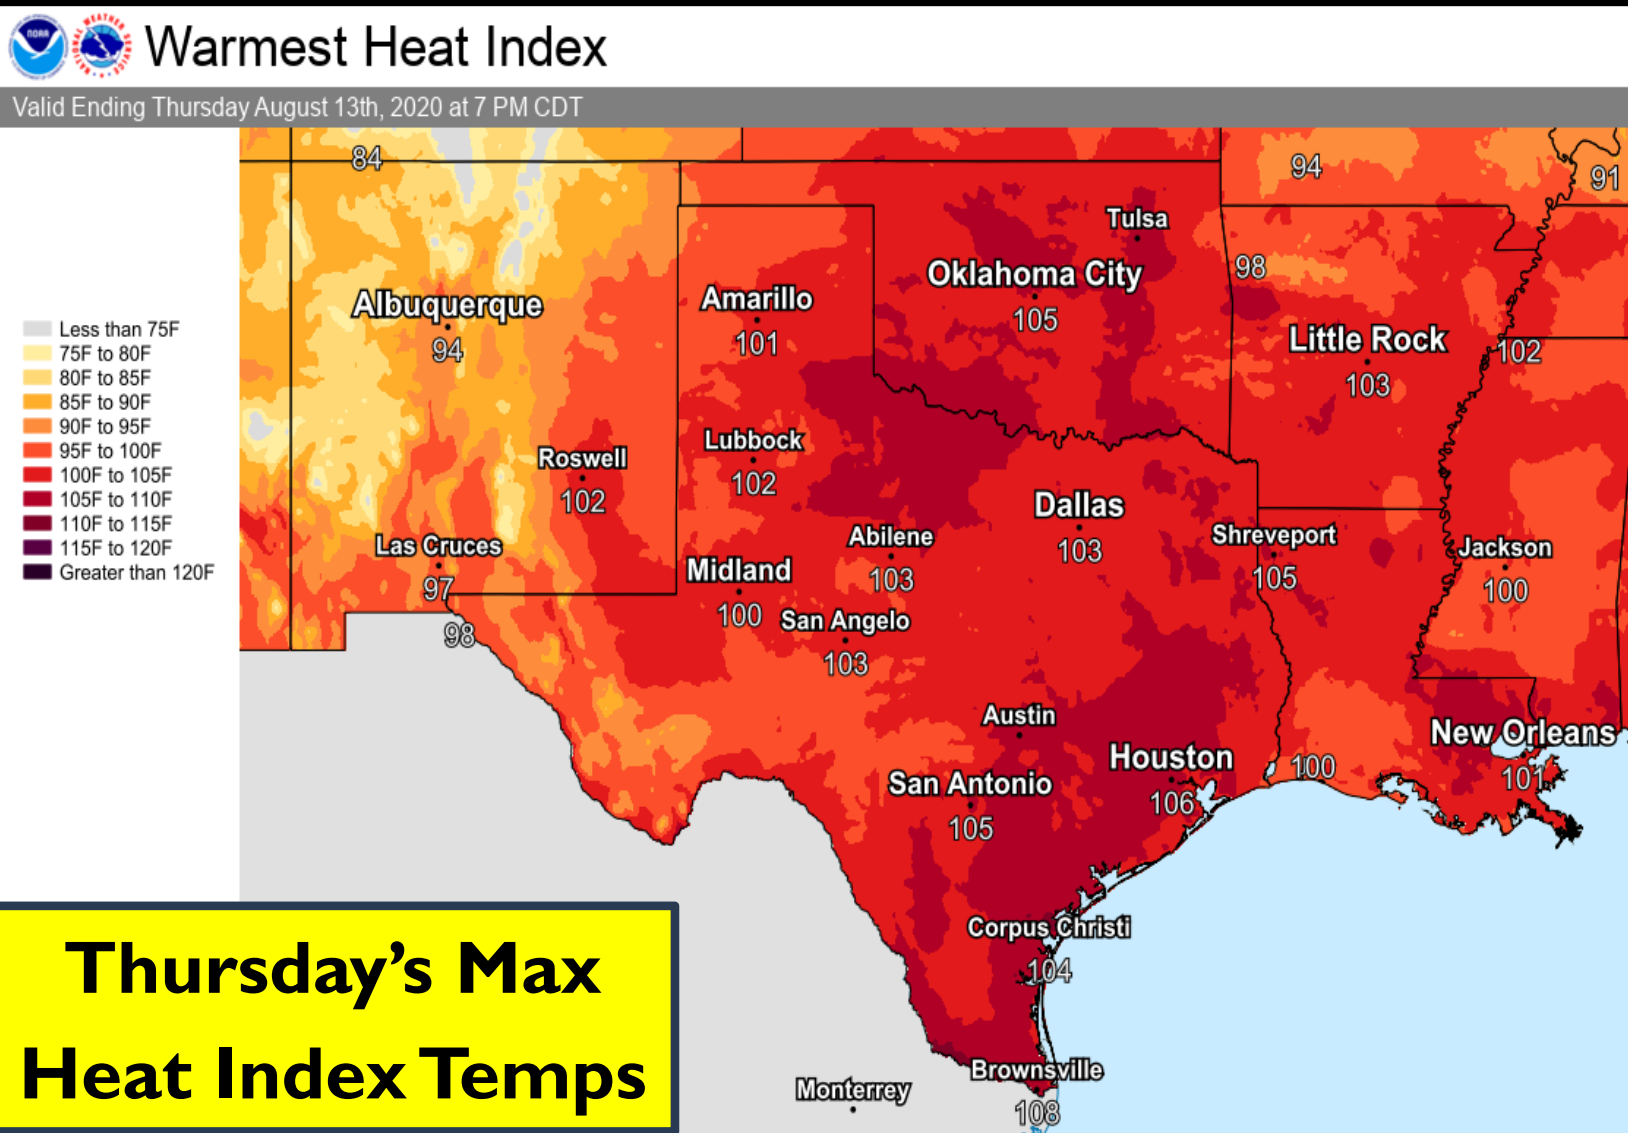 NOAA
NATIONAL WEATHER SERVICE
Warmest Heat Index
Valid Ending Thursday August 13th, 2020 at 7 PM CDT
84
94
91
Tulsa
98
Oklahoma City
105
Albuquerque
94
Amarillo
101
Little Rock
103
102
Less than 75F
75F to 80F
80F to 85F
85F to 90F
90F to 95F
95F to 100F
100F to 105F
105F to 110F
110F to 115F
115F to 120F
Greater than 120F
Roswell
102
Lubbock
102
Dallas
103
Las Cruces
97
98
Midland
100
Abilene
103
San Angelo
103
Shreveport
105
Jackson
100
Austin
Houston
106
San Antonio
105
New Orleans
101
100
Corpus Christi
104
Brownsville
108
Monterrey
Thursday’s Max
Heat Index Temps